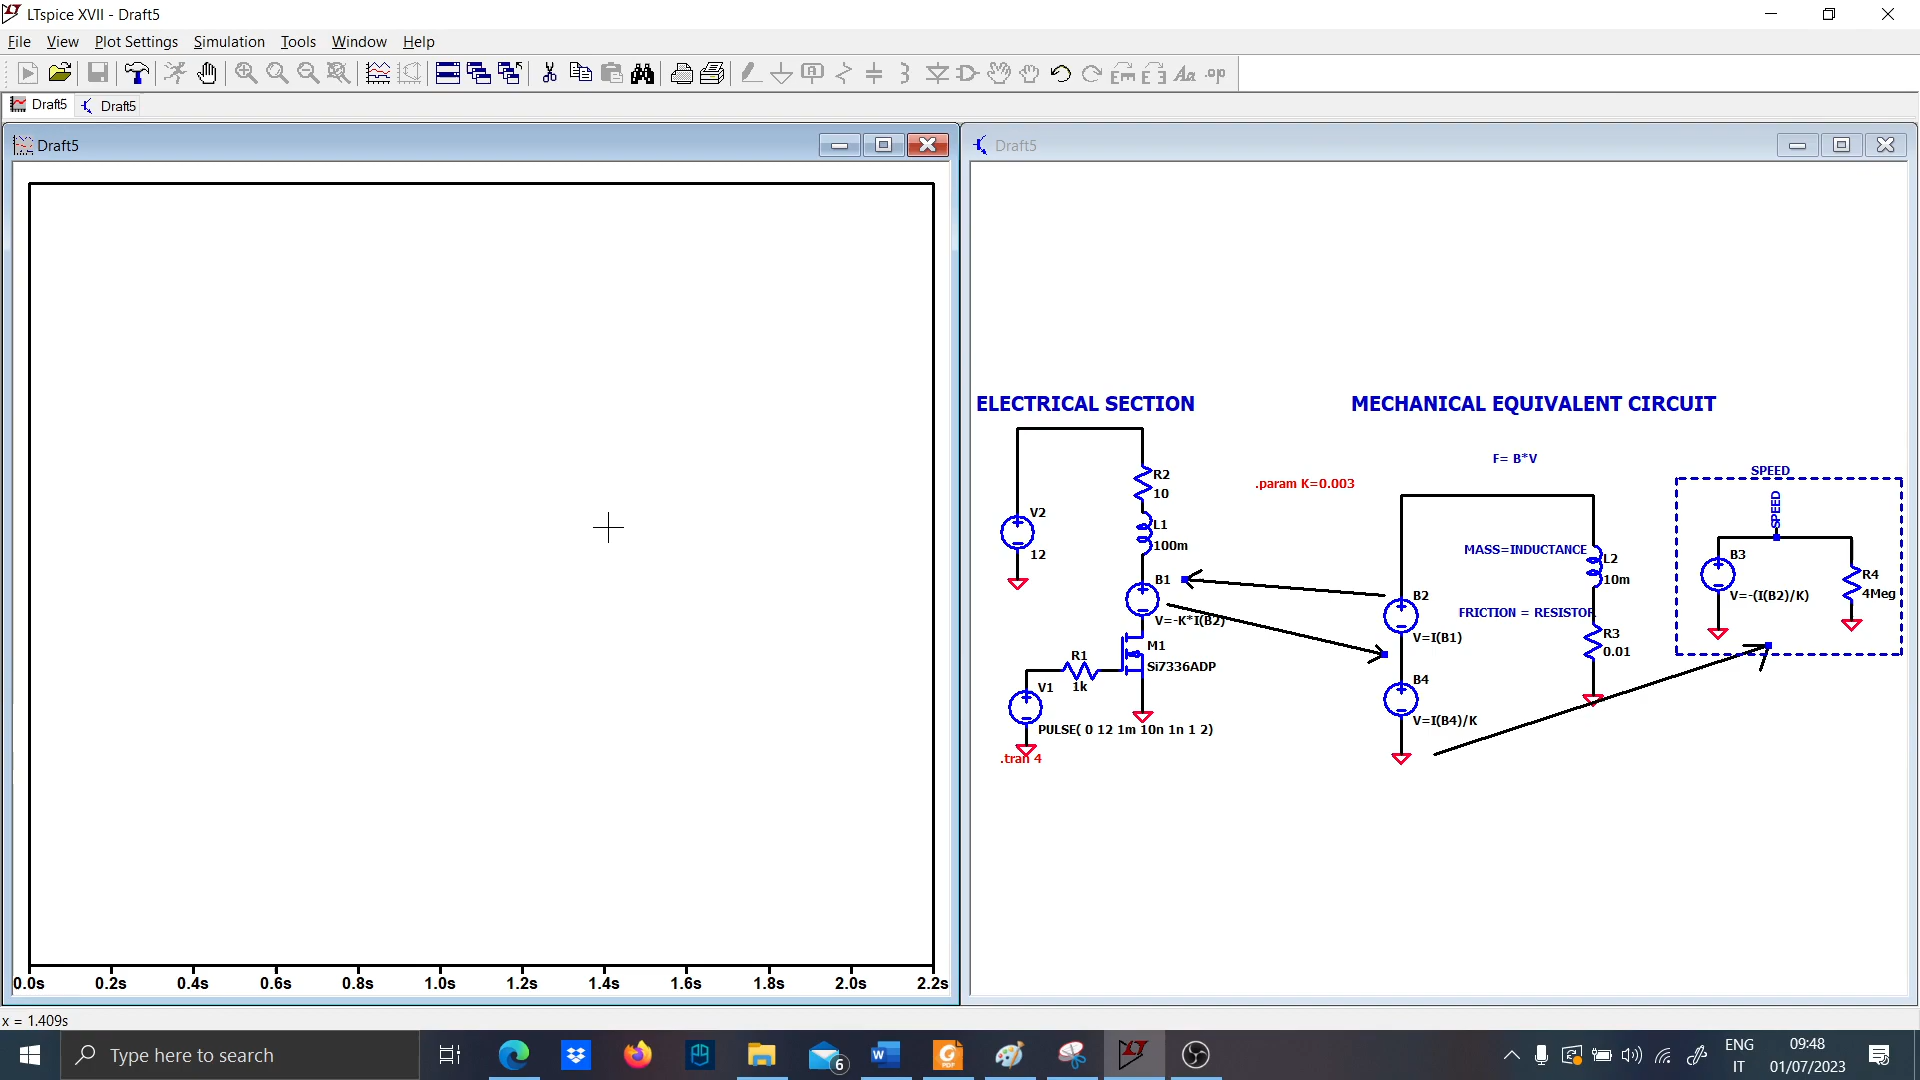 LTspice XVII - Draft5
File View Plot Settings Simulation Tools Window Help
Draft5 Draft5
Draft5
0.0s 0.2s 0.4s 0.6s 0.8s 1.0s 1.2s 1.4s 1.6s 1.8s 2.0s 2.2s
Draft5
ELECTRICAL SECTION
MECHANICAL EQUIVALENT CIRCUIT
F= B*V
.param K=0.003
V2
12
R2
10
L1
100m
B1
V=-K*I(B2)
M1
Si7336ADP
R1
1k
V1
PULSE( 0 12 1m 10n 1n 1 2)
.tran 4
B2
V=I(B1)
B4
V=I(B4)/K
MASS=INDUCTANCE
L2
10m
FRICTION = RESISTOR
R3
0.01
SPEED
SPEED
B3
V=-(I(B2)/K)
R4
4Meg
x = 1.409s
Type here to search
6
ENG
IT
09:48
01/07/2023